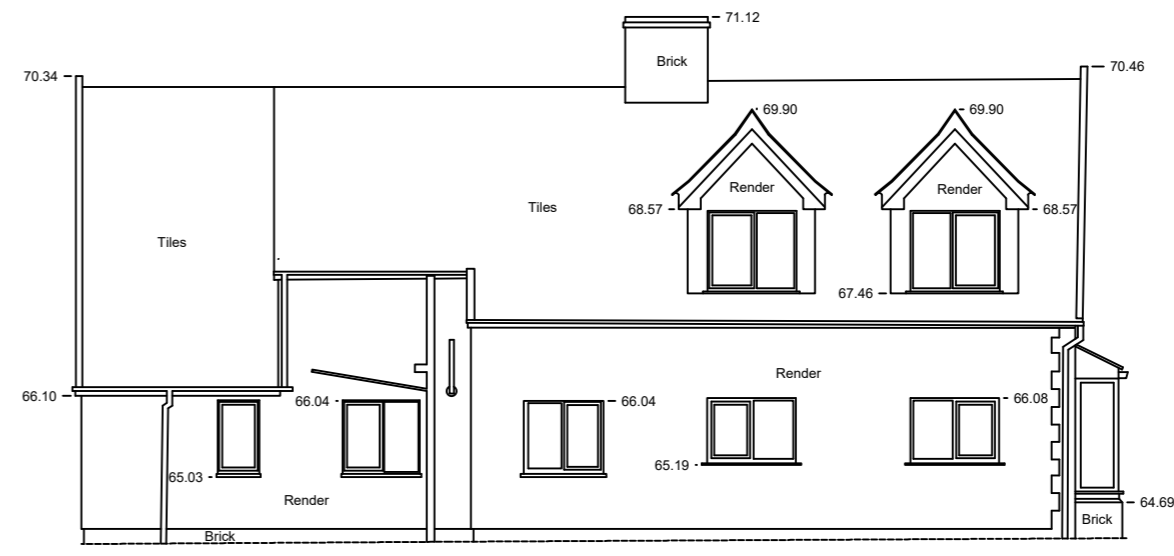 71.12
Brick
70.34
70.46
69.90
69.90
Render
Render
68.57
68.57
Tiles
Tiles
67.46
Render
66.10
66.04
66.04
66.08
65.19
65.03
Render
64.69
Brick
Brick